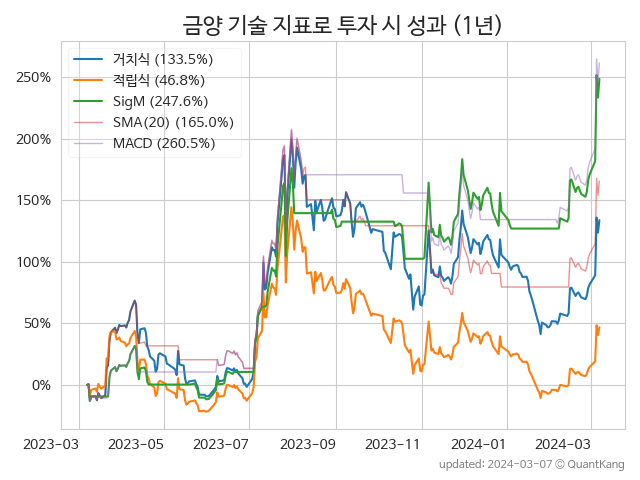 금양 기술 지표로 투자 시 성과 (1년)
거치식 (133.5%)
적립식 (46.8%)
SigM (247.6%)
SMA(20) (165.0%)
MACD (260.5%)
250%
200%
150%
100%
50%
0%
2023-03 2023-05 2023-07 2023-09 2023-11 2024-01 2024-03
updated: 2024-03-07 © QuantKang